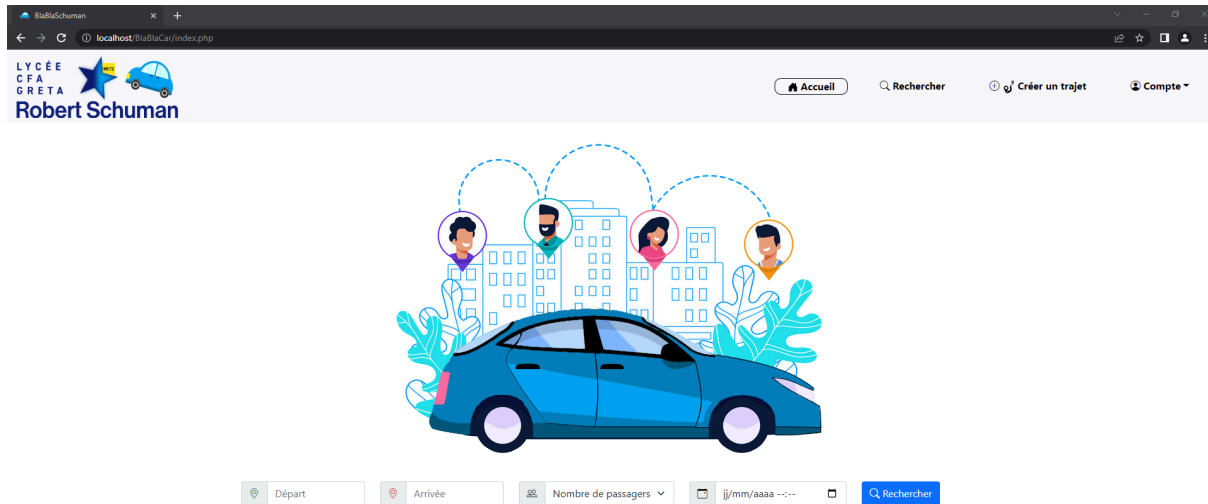 BlaBlaSchuman
localhost/BlaBlaCar/index.php
LYCÉE
CFA
GRETA
METZ
Robert Schuman
Accueil
Rechercher
Créer un trajet
Compte
Départ
Arrivée
Nombre de passagers
jj/mm/aaaa --:--
Rechercher